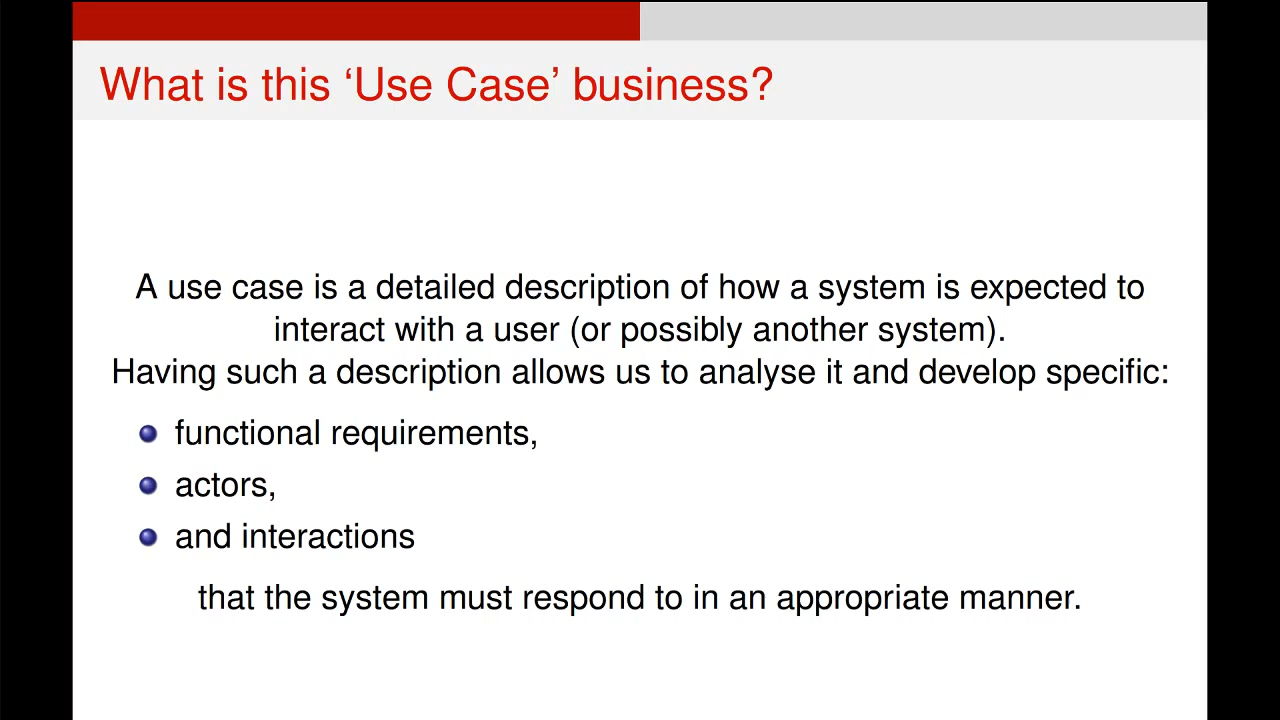 What is this ‘Use Case’ business?
A use case is a detailed description of how a system is expected to
interact with a user (or possibly another system).
Having such a description allows us to analyse it and develop specific:
functional requirements,
actors,
and interactions
that the system must respond to in an appropriate manner.